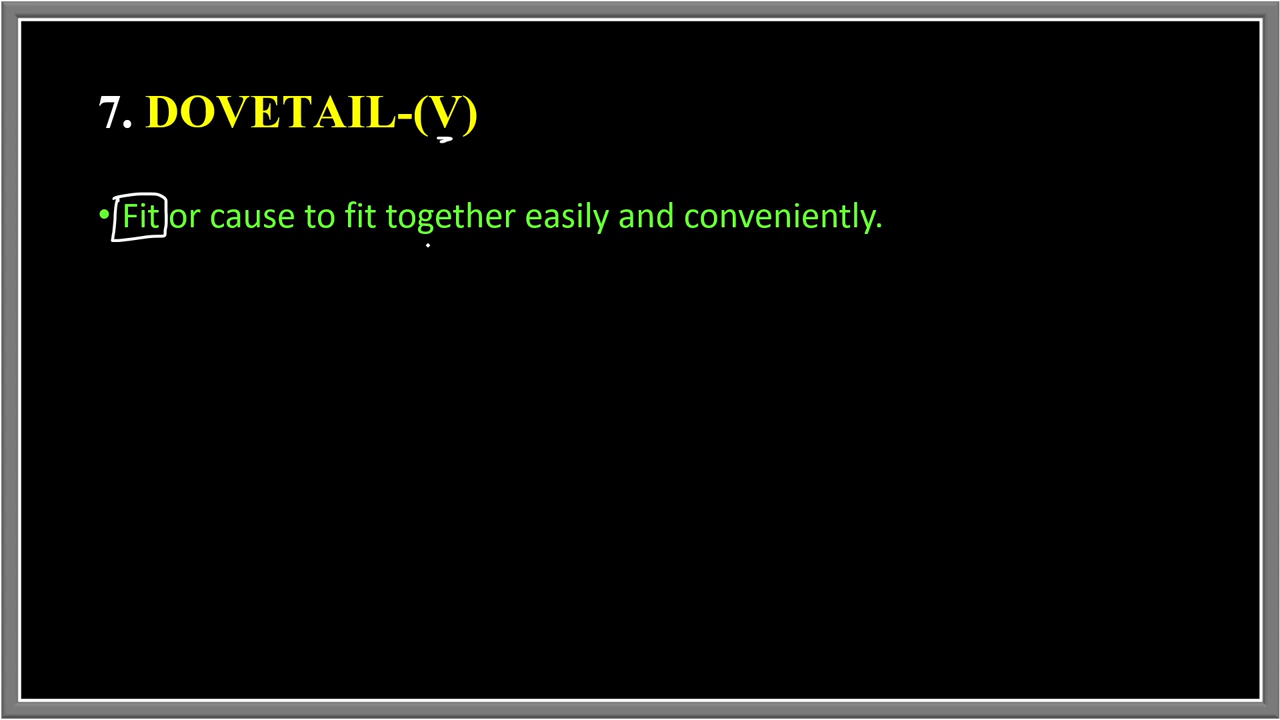 7. DOVETAIL-(V)
• Fit or cause to fit together easily and conveniently.